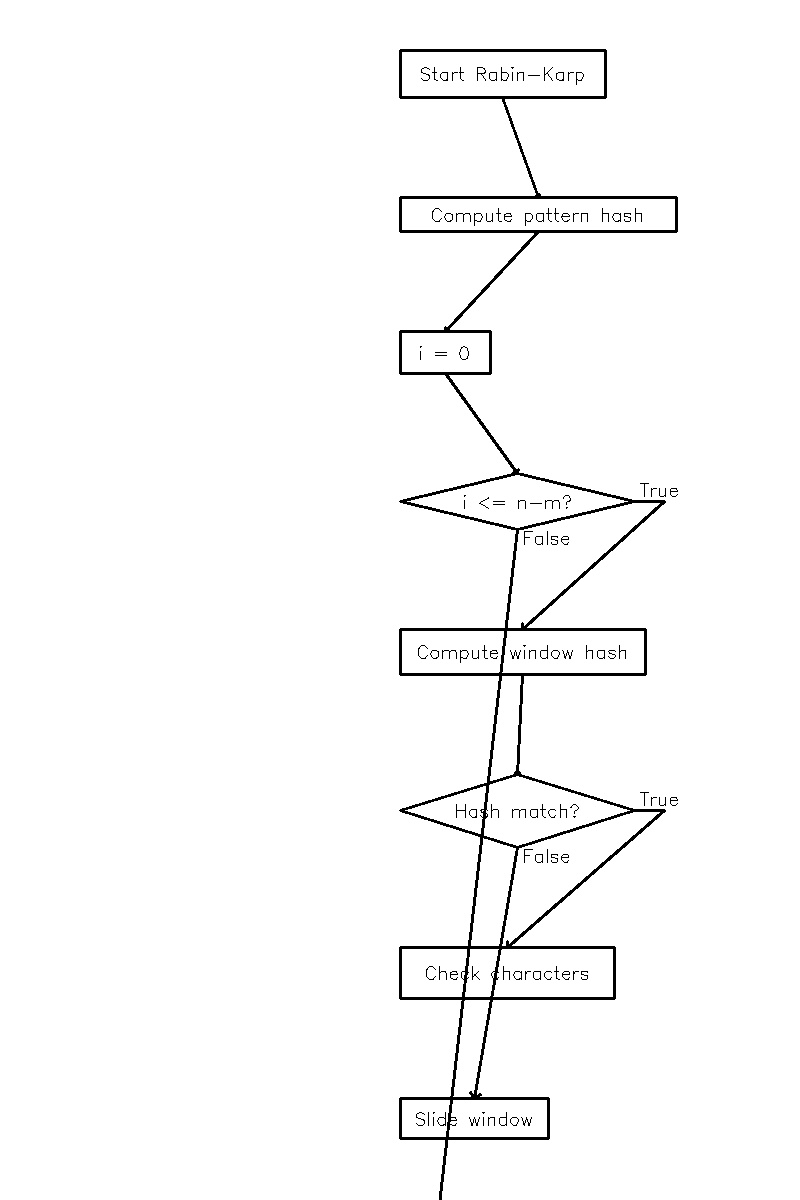 Start Rabin-Karp
Compute pattern hash
i = 0
True
i <= n-m?
False
Compute window hash
True
Hash match?
False
Check characters
Slide window